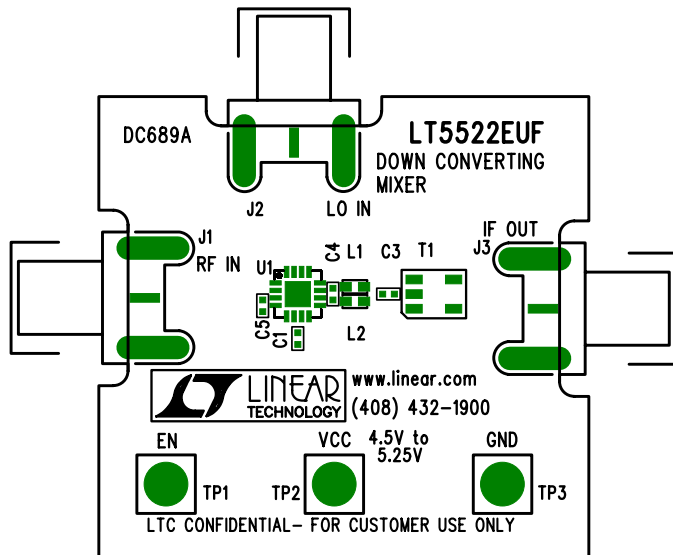 DC689A
LT5522EUF
DOWN CONVERTING
MIXER
J2
LO IN
J1
RF IN
IF OUT
J3
U1
C4
L1
C3
T1
C5
C1
L2
LINEAR
TECHNOLOGY
www.linear.com
(408) 432-1900
EN
VCC
4.5V to
5.25V
GND
TP1
TP2
TP3
LTC CONFIDENTIAL- FOR CUSTOMER USE ONLY